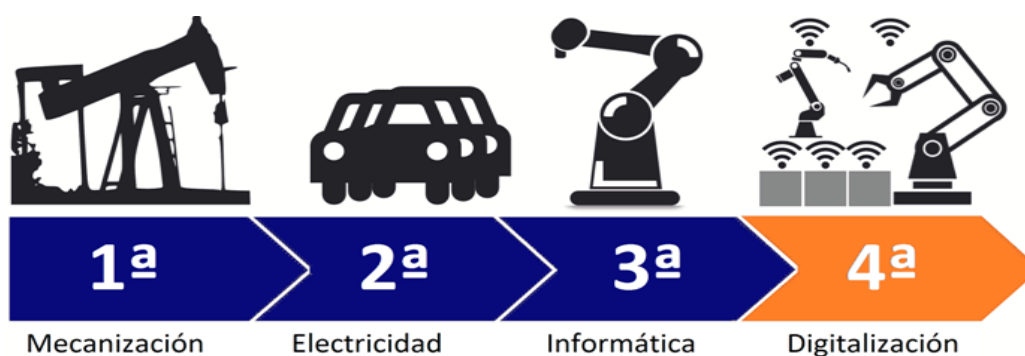 1ª 2ª 3ª 4ª
Mecanización Electricidad Informática Digitalización